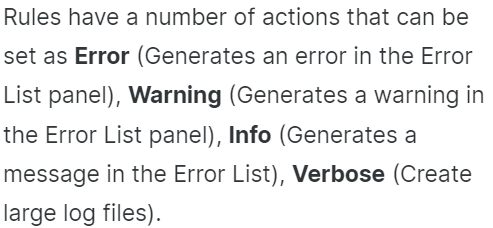 Rules have a number of actions that can be
set as Error (Generates an error in the Error
List panel), Warning (Generates a warning in
the Error List panel), Info (Generates a
message in the Error List), Verbose (Create
large log files).